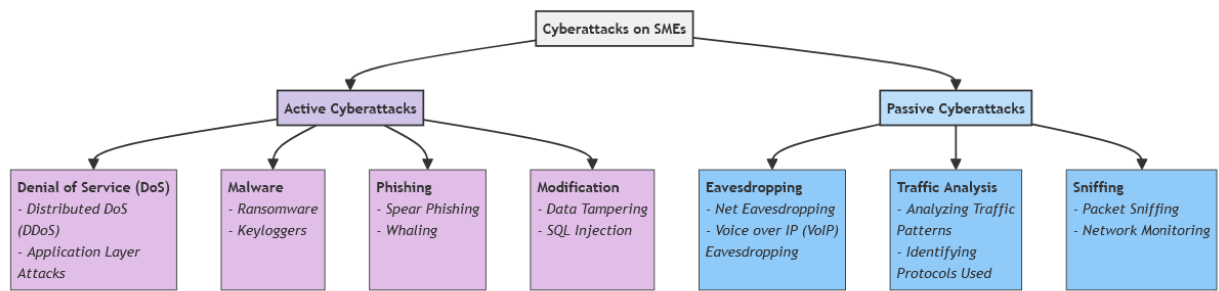 Cyberattacks on SMEs
Active Cyberattacks
Passive Cyberattacks
Denial of Service (DoS)
- Distributed DoS
(DDoS)
- Application Layer
Attacks
Malware
- Ransomware
- Keyloggers
Phishing
- Spear Phishing
- Whaling
Modification
- Data Tampering
- SQL Injection
Eavesdropping
- Net Eavesdropping
- Voice over IP (VoIP)
Eavesdropping
Traffic Analysis
- Analyzing Traffic
Patterns
- Identifying
Protocols Used
Sniffing
- Packet Sniffing
- Network Monitoring